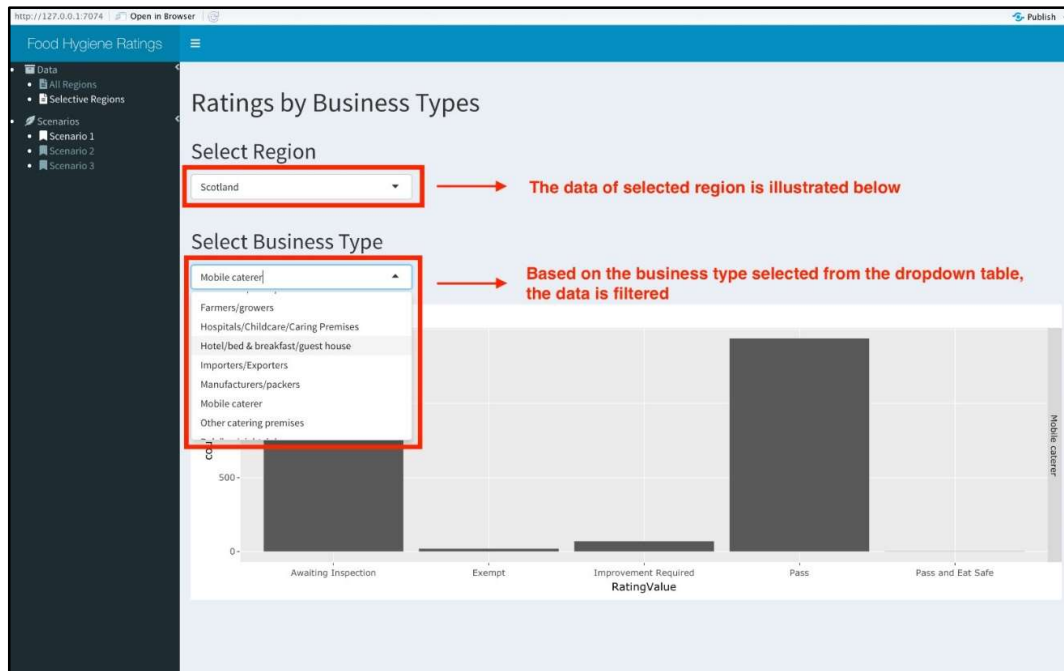 http://127.0.0.1:7074 Open in Browser Publish
Food Hygiene Ratings
Data
All Regions
Selective Regions
Scenarios
Scenario 1
Scenario 2
Scenario 3
Ratings by Business Types
Select Region
Scotland
The data of selected region is illustrated below
Select Business Type
Mobile caterer
Based on the business type selected from the dropdown table,
the data is filtered
Farmers/growers
Hospitals/Childcare/Caring Premises
Hotel/bed & breakfast/guest house
Importers/Exporters
Manufacturers/packers
Mobile caterer
Other catering premises
500
0
Mobile caterer
Awaiting Inspection Exempt Improvement Required Pass Pass and Eat Safe
RatingValue